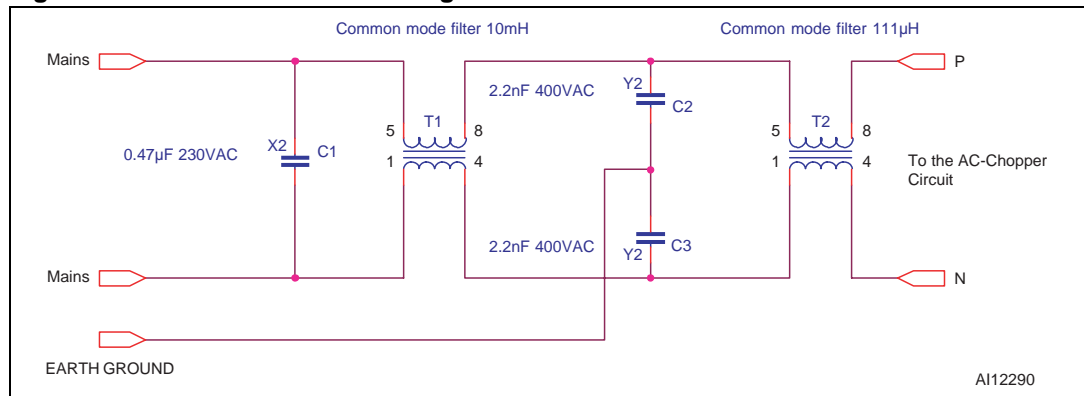 Common mode filter 10mH
Common mode filter 111µH
Mains
P
2.2nF 400VAC
Y2
C2
5
T1
8
5
T2
8
0.47µF 230VAC
X2
C1
1
4
1
4
To the AC-Chopper
Circuit
2.2nF 400VAC
Y2
C3
Mains
N
EARTH GROUND
AI12290